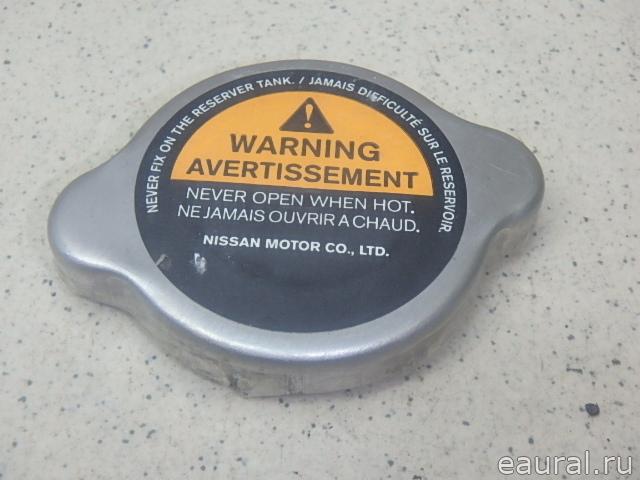 NEVER FIX ON THE RESERVER TANK. / JAMAIS DIFFICULTÉ SUR LE RESERVOIR.
WARNING
AVERTISSEMENT
NEVER OPEN WHEN HOT.
NE JAMAIS OUVRIR A CHAUD.
NISSAN MOTOR CO., LTD.
eaural.ru